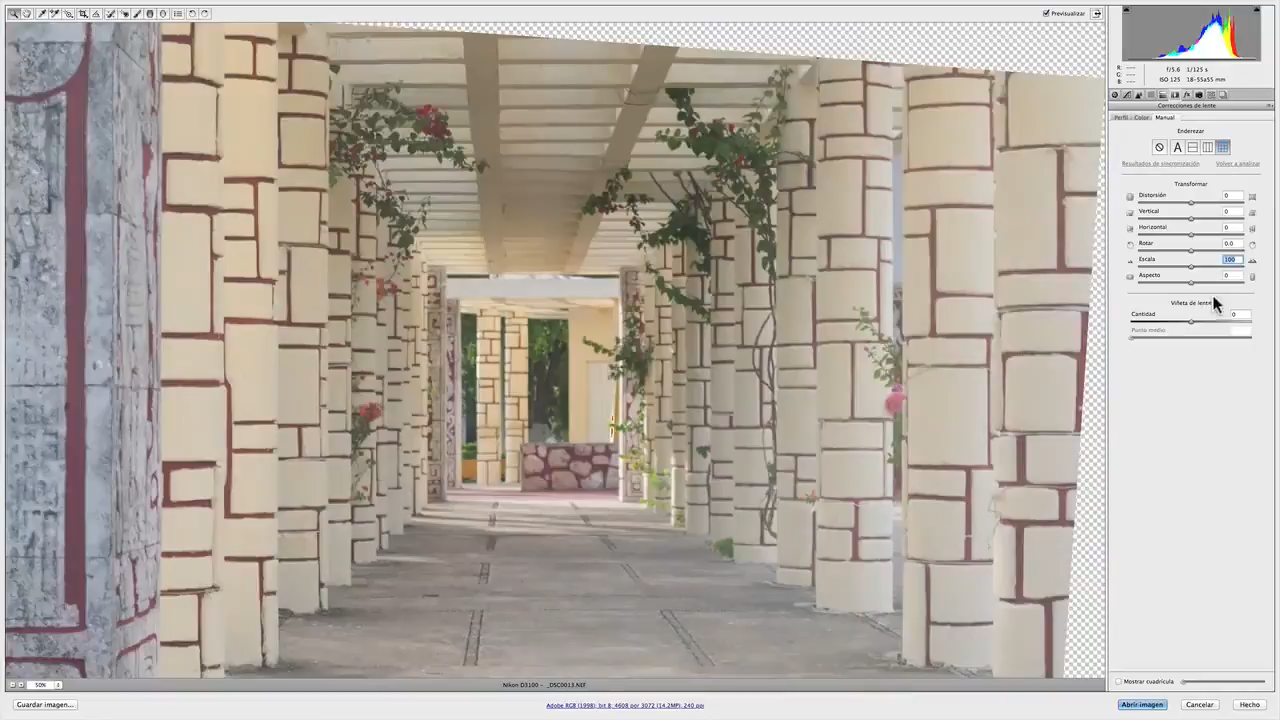 Previsualizar
f/5.6 1/125 s
ISO 125 18-55a55 mm
R: ---
G: ---
B: ---
Correcciones de lente
Perfil Color Manual
Enderezar
A
Resultados de sincronización Volver a analizar
Transformar
Distorsión 0
Vertical 0
Horizontal 0
Rotar 0.0
Escala 100
Aspecto 0
Viñeta de lente
Cantidad 0
Punto medio
Mostrar cuadrícula
50% Nikon D3100 - _DSC0013.NEF
Guardar imagen... Adobe RGB (1998); bit 8; 4608 por 3072 (14.2MP); 240 ppi Abrir imagen Cancelar Hecho